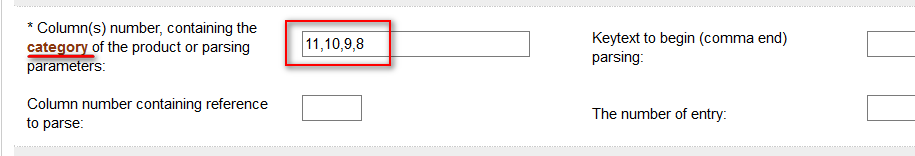 * Column(s) number, containing the
category of the product or parsing
parameters:
11,10,9,8
Keytext to begin (comma end)
parsing:
Column number containing reference
to parse:
The number of entry: